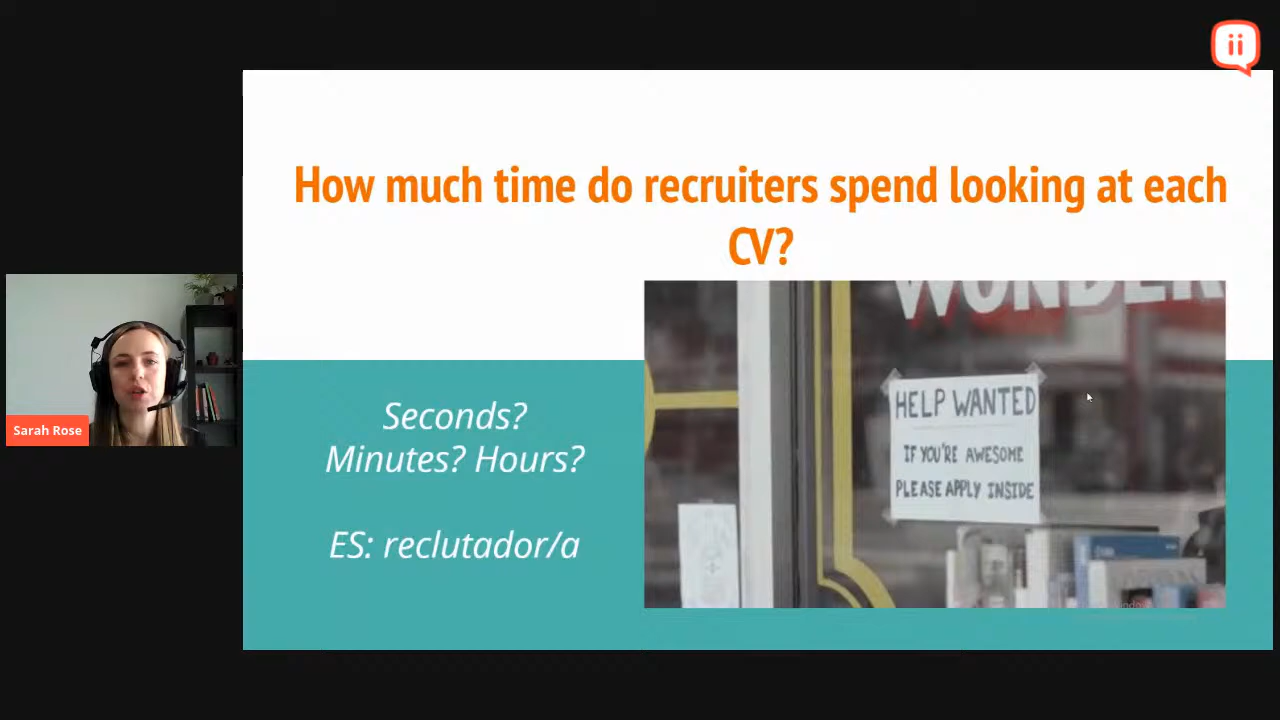 How much time do recruiters spend looking at each
CV?
WONDER
HELP WANTED
IF YOU'RE AWESOME
PLEASE APPLY INSIDE
Seconds?
Minutes? Hours?
ES: reclutador/a
Sarah Rose